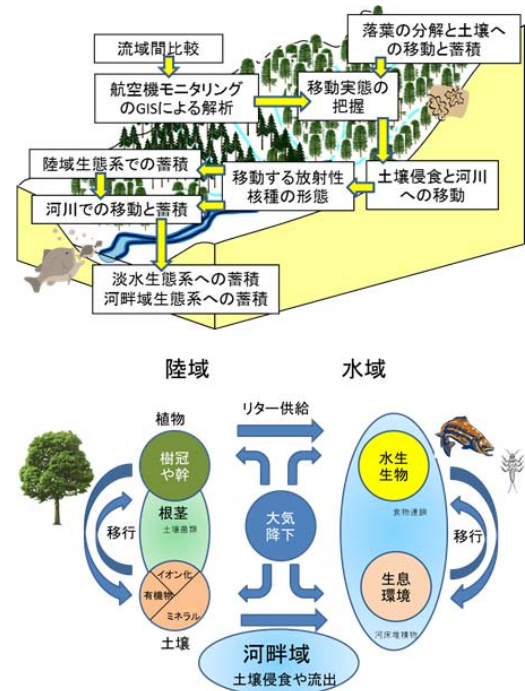 流域間比較
落葉の分解と土壌
への移動と蓄積
航空機モニタリング
のGISによる解析
移動実態の
把握
陸域生態系での蓄積
移動する放射性
核種の形態
土壌侵食と河川
への移動
河川での移動と蓄積
淡水生態系への蓄積
河畔域生態系への蓄積
陸域
水域
植物
リター供給
樹冠
や幹
水生
生物
根茎
土壌菌類
大気
降下
食物連鎖
移行
移行
イオン化
有機物
ミネラル
生息
環境
土壌
河床堆積物
河畔域
土壌侵食や流出